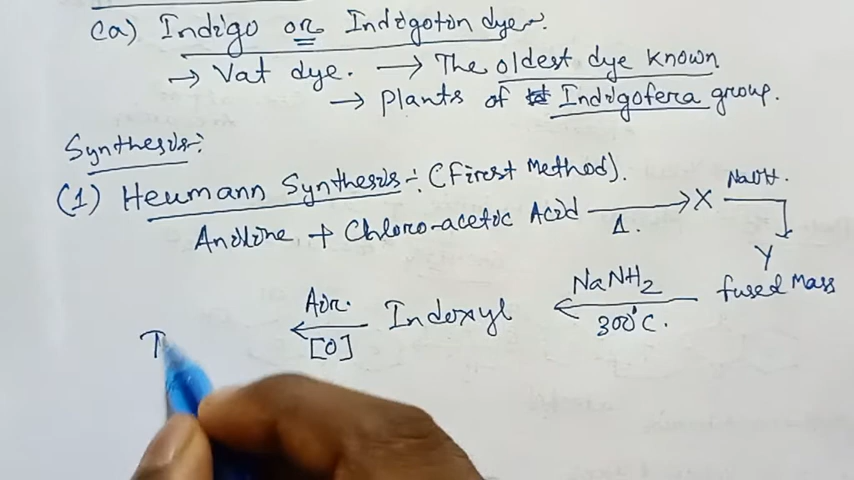 (a) Indigo or Indigotin dye.
→ Vat dye. → The oldest dye known
→ Plants of Indigofera group.
Synthesis:
(1) Heumann Synthesis: (First Method).
Aniline + Chloro-acetic Acid Δ. X NaOH.
Y
fused Mass
NaNH2
300°C.
Indoxyl
Air.
[O]
I